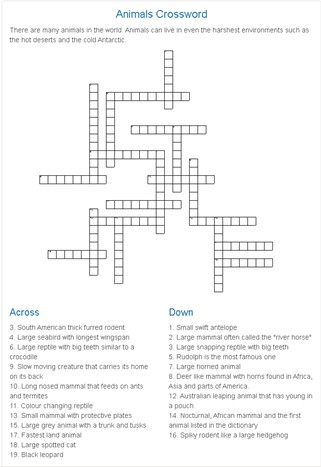 Animals Crossword
There are many animals in the world. Animals can live in even the harshest environments such as
the hot deserts and the cold Antarctic.
Across
3. South American thick furred rodent
4. Large seabird with longest wingspan
6. Large reptile with big teeth similar to a
crocodile
9. Slow moving creature that carries its home
on its back
10. Long nosed mammal that feeds on ants
and termites
11. Colour changing reptile
13. Small mammal with protective plates
15. Large grey animal with a trunk and tusks
17. Fastest land animal
18. Large spotted cat
19. Black leopard
Down
1. Small swift antelope
2. Large mammal often called the "river horse"
3. Large snapping reptile with big teeth
5. Rudolph is the most famous one
7. Large horned animal
8. Deer like mammal with horns found in Africa,
Asia and parts of America.
12. Australian leaping animal that has young in
a pouch
14. Nocturnal, African mammal and the first
animal listed in the dictionary
16. Spiky rodent like a large hedgehog